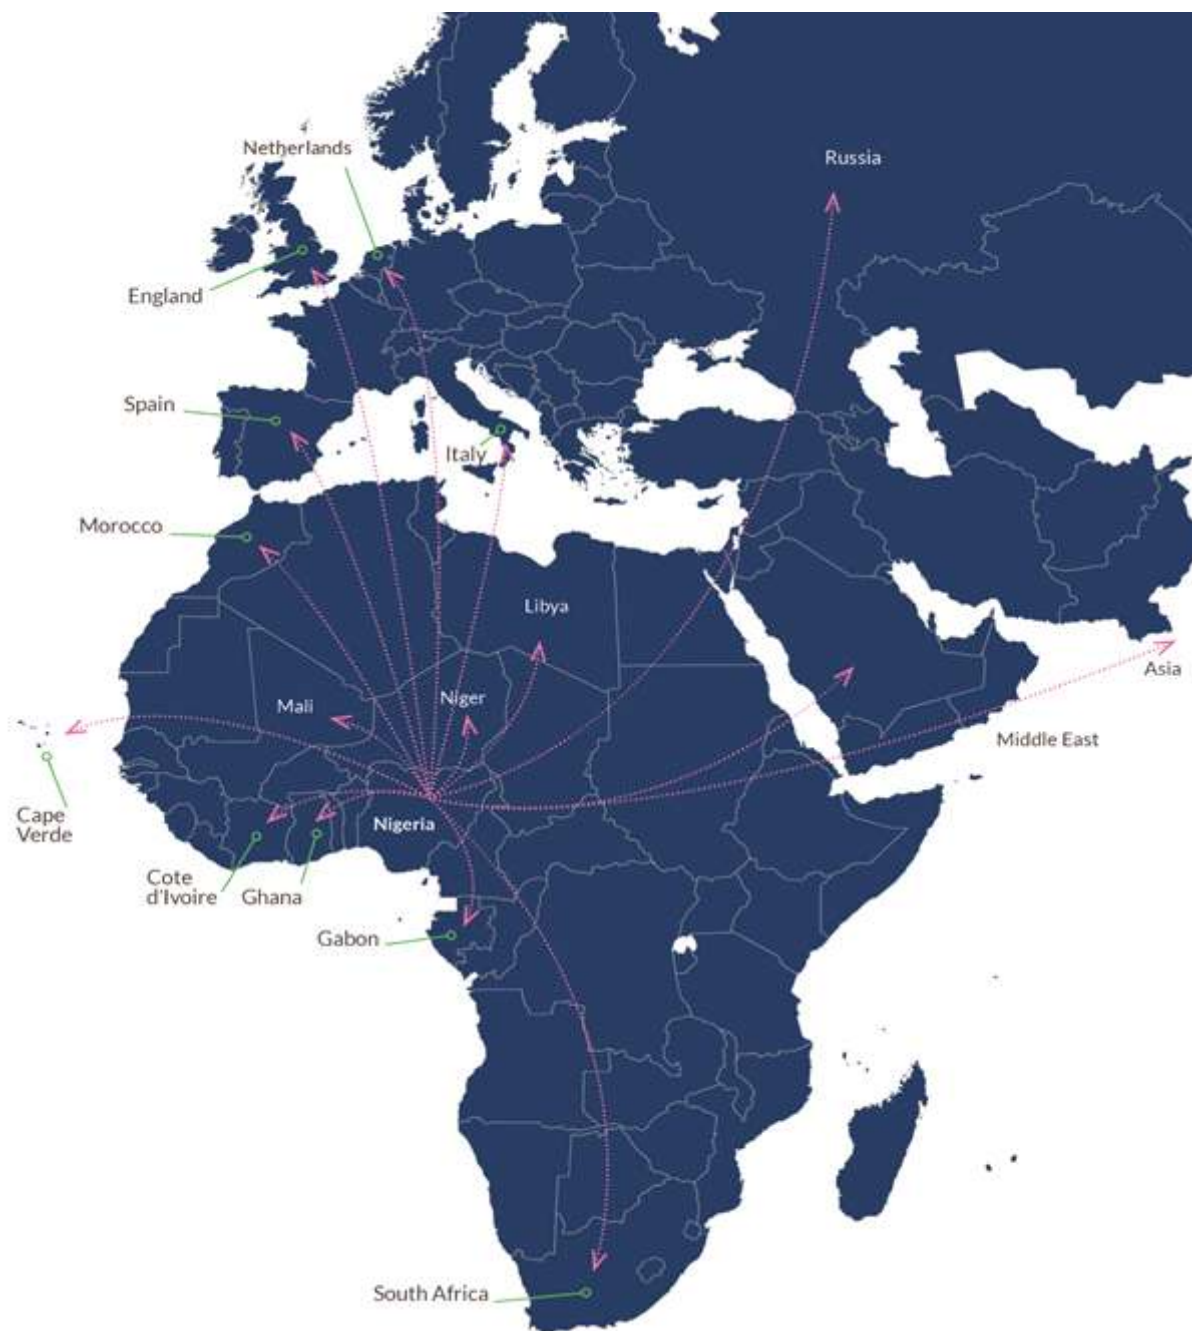 Netherlands
Russia
England
Spain
Italy
Morocco
Libya
Asia
Mali
Niger
Middle East
Cape
Verde
Nigeria
Cote
d'Ivoire
Ghana
Gabon
South Africa